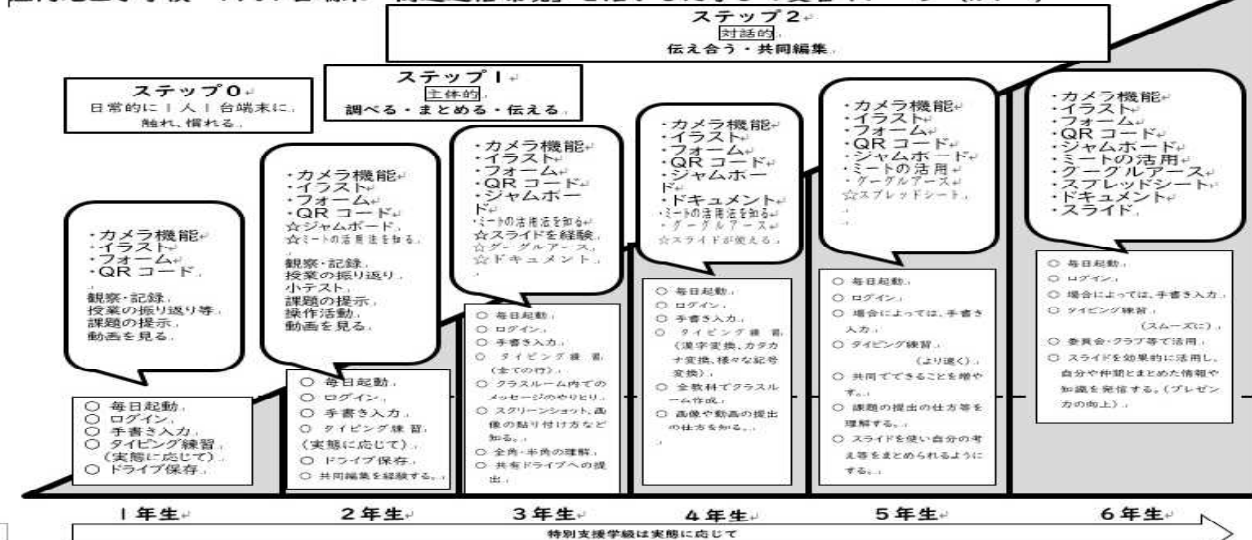 ステップ2
対話的
伝え合う・共同編集
ステップ0
日常的に1人1台端末に
触れ、慣れる。
ステップ1
主体的
調べる・まとめる・伝える
・カメラ機能
・イラスト
・フォーム
・QRコード
観察・記録
授業の振り返り等
課題の提示
動画を見る
○ 毎日起動
○ ログイン
○ 手書き入力
○ タイピング練習
(実態に応じて)
○ ドライブ保存
1年生
・カメラ機能
・イラスト
・フォーム
・QRコード
☆ジャムボード
☆ミートの活用法を知る
観察・記録
授業の振り返り
小テスト
課題の提示
操作活動
動画を見る
○ 毎日起動
○ ログイン
○ 手書き入力
○ タイピング練習
(実態に応じて)
○ ドライブ保存
○ 共同編集を経験する。
2年生
・カメラ機能
・イラスト
・フォーム
・QRコード
・ジャムボー
ド
・ミートの活用法を知る
☆スライドを経験
☆グーグルアース
☆ドキュメント
○ 毎日起動
○ ログイン
○ 手書き入力
○ タイピング練習
(全ての行)
○ クラスルーム内での
メッセージのやりとり
○ スクリーンショット、画
像の貼り付け方など
知る。
○ 全角・半角の理解
○ 共有ドライブへの提
出
3年生
・カメラ機能
・イラスト
・フォーム
・QRコード
・ジャムボー
ド
・ドキュメント
・ミートの活用法を知る
・グーグルアース
☆スライドが使える
○ 毎日起動
○ ログイン
○ 手書き入力
○ タイピング練習
(漢字変換、カタカ
ナ変換、様々な記号
変換)
○ 全教科でクラスル
ーム作成
○ 画像や動画の提出
の仕方を知る。
4年生
・カメラ機能
・イラスト
・フォーム
・QRコード
・ジャムボード
・ミートの活用
・グーグルアース
☆スプレッドシート
○ 毎日起動
○ ログイン
○ 場合によっては、手書き
入力
○ タイピング練習
(より速く)
○ 共同でできることを増や
す。
○ 課題の提出の仕方等を
理解する。
○ スライドを使い自分の考
え等をまとめられるように
する。
5年生
・カメラ機能
・イラスト
・フォーム
・QRコード
・ジャムボード
・ミートの活用
・グーグルアース
・スプレッドシート
・ドキュメント
・スライド
○ 毎日起動
○ ログイン
○ 場合によっては、手書き入力
○ タイピング練習
(スムーズに)
○ 委員会・クラブ等で活用
○ スライドを効果的に活用し、
自分や仲間とまとめた情報や
知識を発信する。(プレゼン
力の向上)
6年生
特別支援学級は実態に応じて